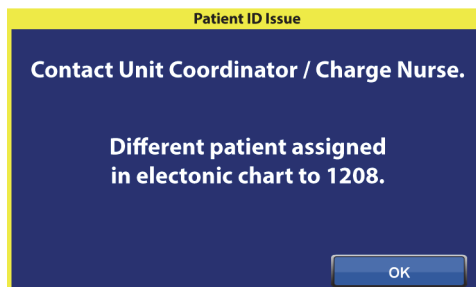 Patient ID Issue
Contact Unit Coordinator / Charge Nurse.
Different patient assigned
in electonic chart to 1208.
OK